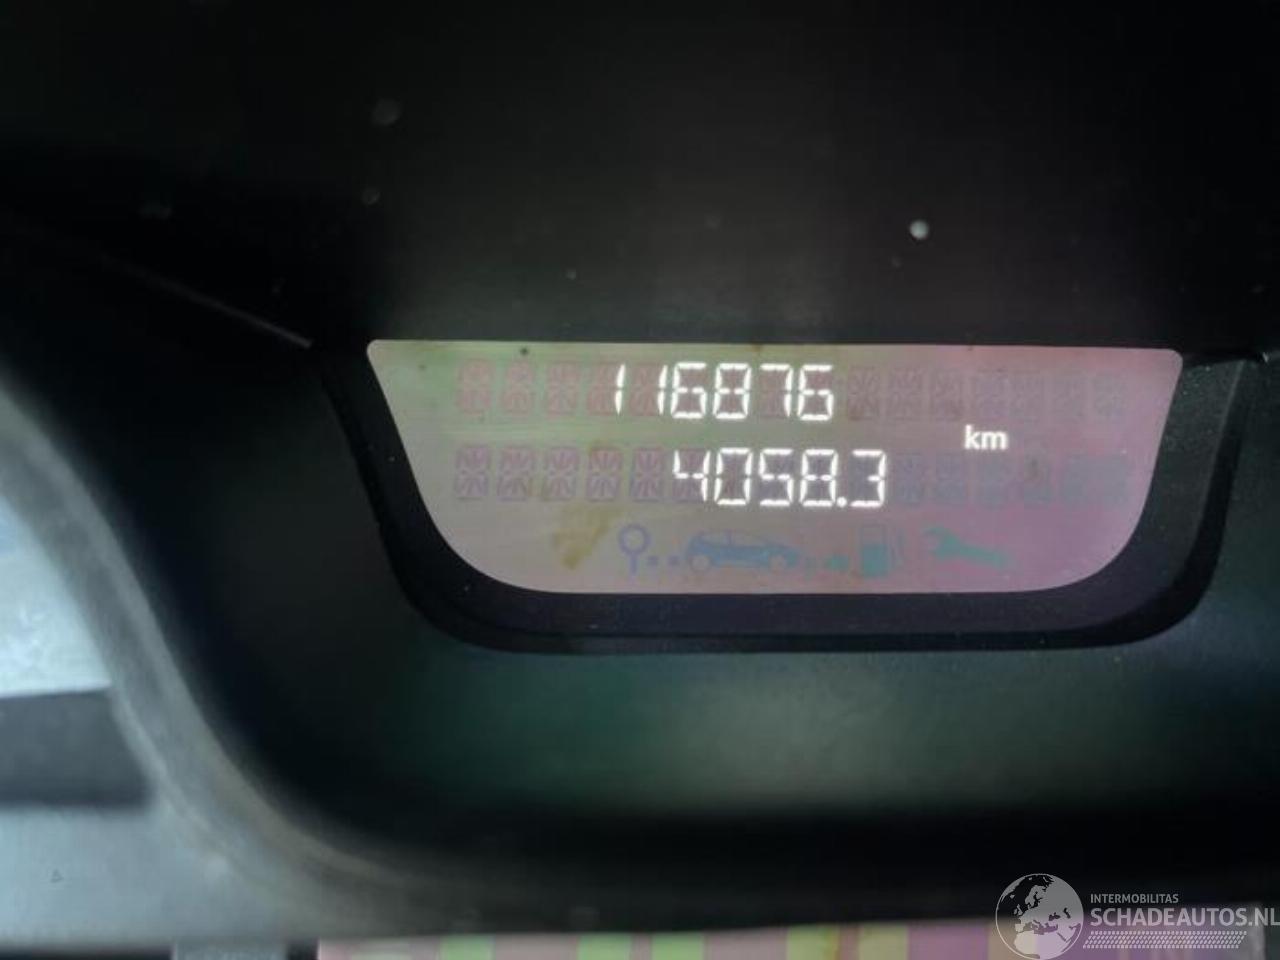 116876
km
4058.3
INTERMOBILITAS
SCHADEAUTOS.NL